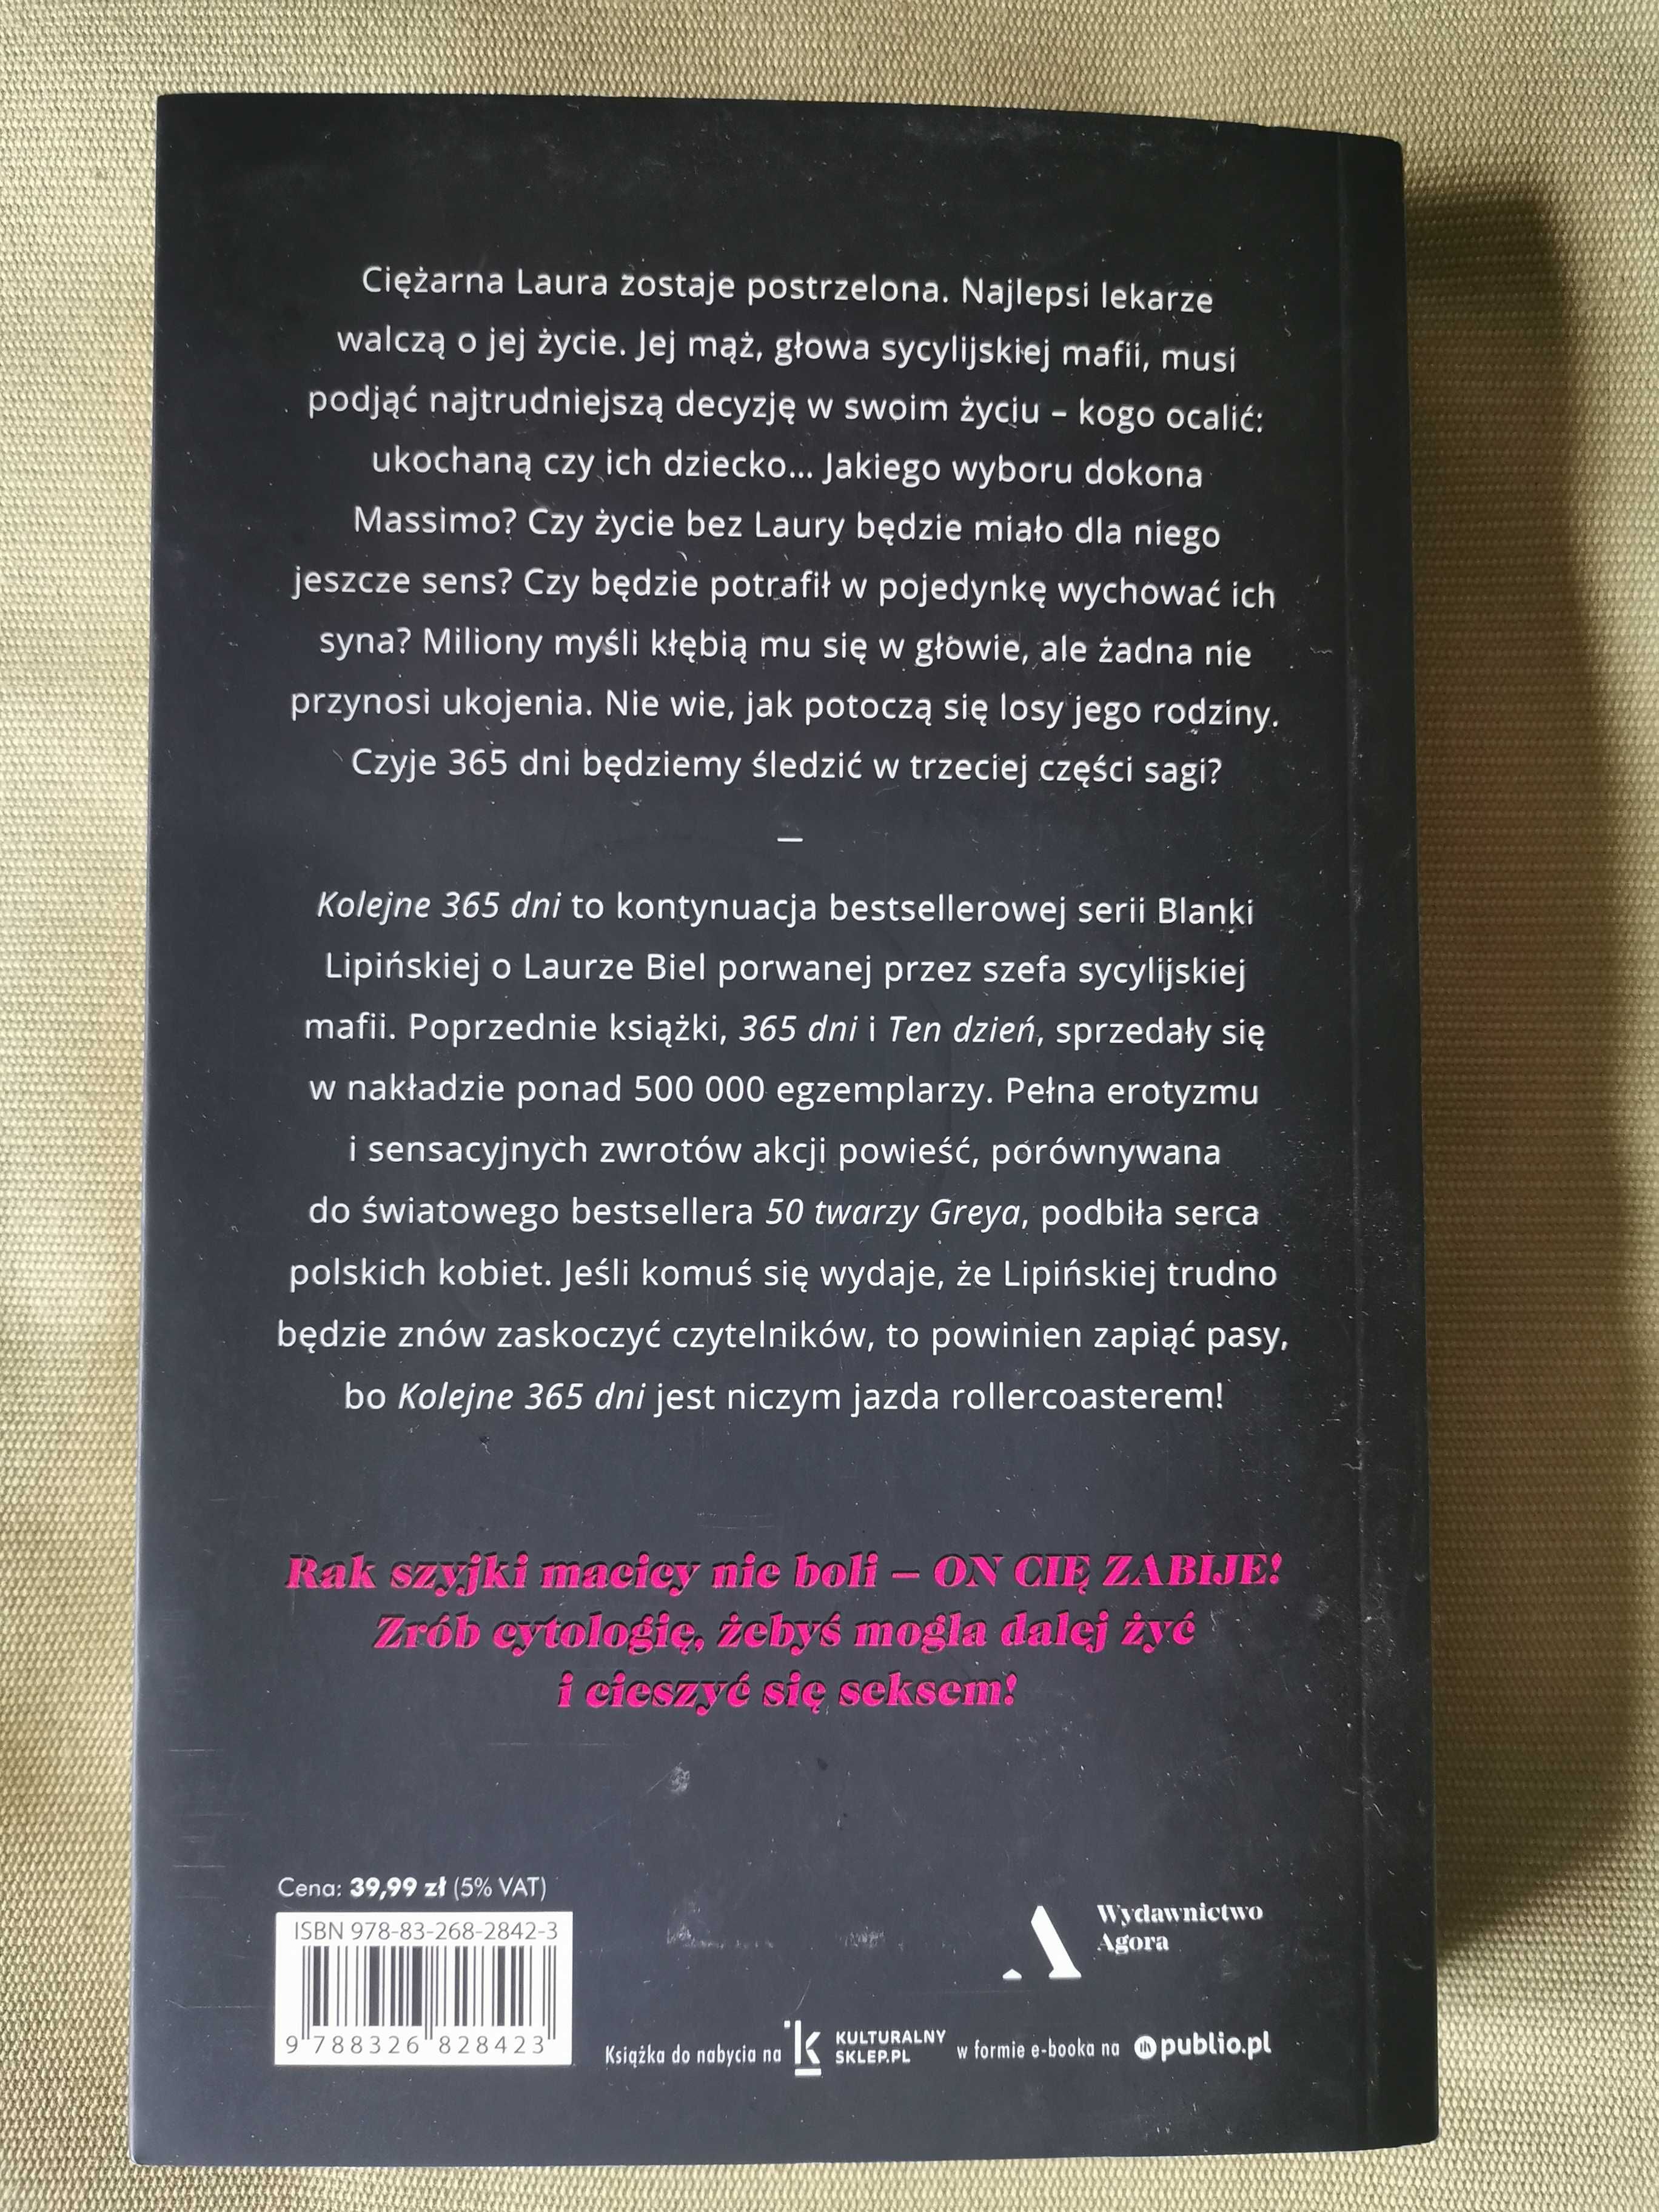 Ciężarna Laura zostaje postrzelona. Najlepsi lekarze
walczą o jej życie. Jej mąż, głowa sycylijskiej mafii, musi
podjąć najtrudniejszą decyzję w swoim życiu – kogo ocalić:
ukochaną czy ich dziecko... Jakiego wyboru dokona
Massimo? Czy życie bez Laury będzie miało dla niego
jeszcze sens? Czy będzie potrafił w pojedynkę wychować ich
syna? Miliony myśli kłębią mu się w głowie, ale żadna nie
przynosi ukojenia. Nie wie, jak potoczą się losy jego rodziny.
Czyje 365 dni będziemy śledzić w trzeciej części sagi?
—
Kolejne 365 dni to kontynuacja bestsellerowej serii Blanki
Lipińskiej o Laurze Biel porwanej przez szefa sycylijskiej
mafii. Poprzednie książki, 365 dni i Ten dzień, sprzedały się
w nakładzie ponad 500 000 egzemplarzy. Pełna erotyzmu
i sensacyjnych zwrotów akcji powieść, porównywana
do światowego bestsellera 50 twarzy Greya, podbiła serca
polskich kobiet. Jeśli komuś się wydaje, że Lipińskiej trudno
będzie znów zaskoczyć czytelników, to powinien zapiąć pasy,
bo Kolejne 365 dni jest niczym jazda rollercoasterem!
Rak szyjki macicy nie boli – ON CIĘ ZABIJE!
Zrób cytologię, żebyś mogła dalej żyć
i cieszyć się seksem!
Cena: 39,99 zł (5% VAT)
ISBN 978-83-268-2842-3
9 788326 828423
Wydawnictwo
Agora
Książka do nabycia na k KULTURALNY SKLEP.PL w formie e-booka na publio.pl